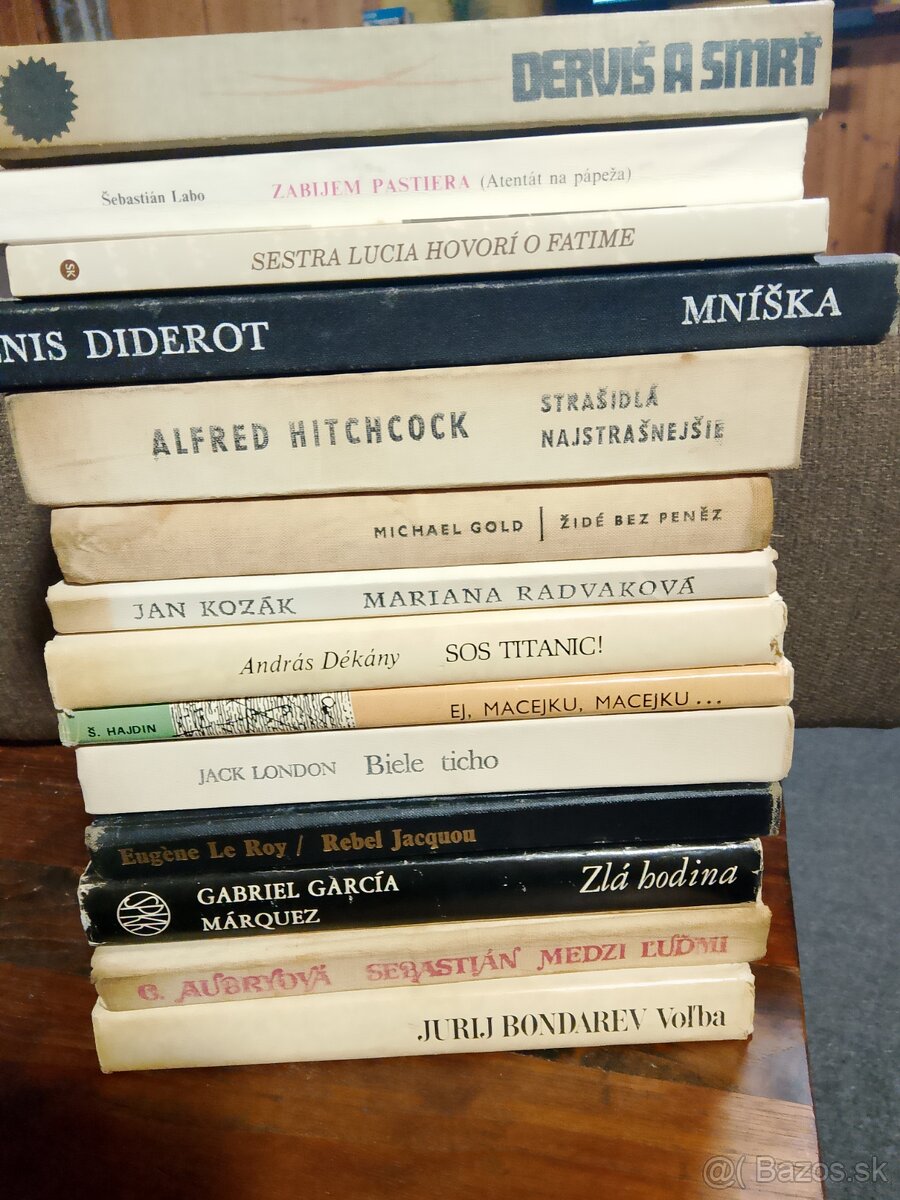 DERVIŠ A SMRŤ
Šebastián Labo ZABIJEM PASTIERA (Atentát na pápeža)
SK SESTRA LUCIA HOVORÍ O FATIME
NIS DIDEROT MNÍŠKA
ALFRED HITCHCOCK STRAŠIDLÁ
NAJSTRAŠNEJŠIE
MICHAEL GOLD | ŽIDÉ BEZ PENĚZ
JAN KOZÁK MARIANA RADVAKOVÁ
András Dékány SOS TITANIC!
Š. HAJDIN EJ, MACEJKU, MACEJKU...
JACK LONDON Biele ticho
Eugène Le Roy / Rebel Jacquou
GABRIEL GARCÍA
MÁRQUEZ Zlá hodina
O. AUBRYOVÁ SEBASTIÁN MEDZI ĽUĎMI
JURIJ BONDAREV Voľba
@( Bazos.sk